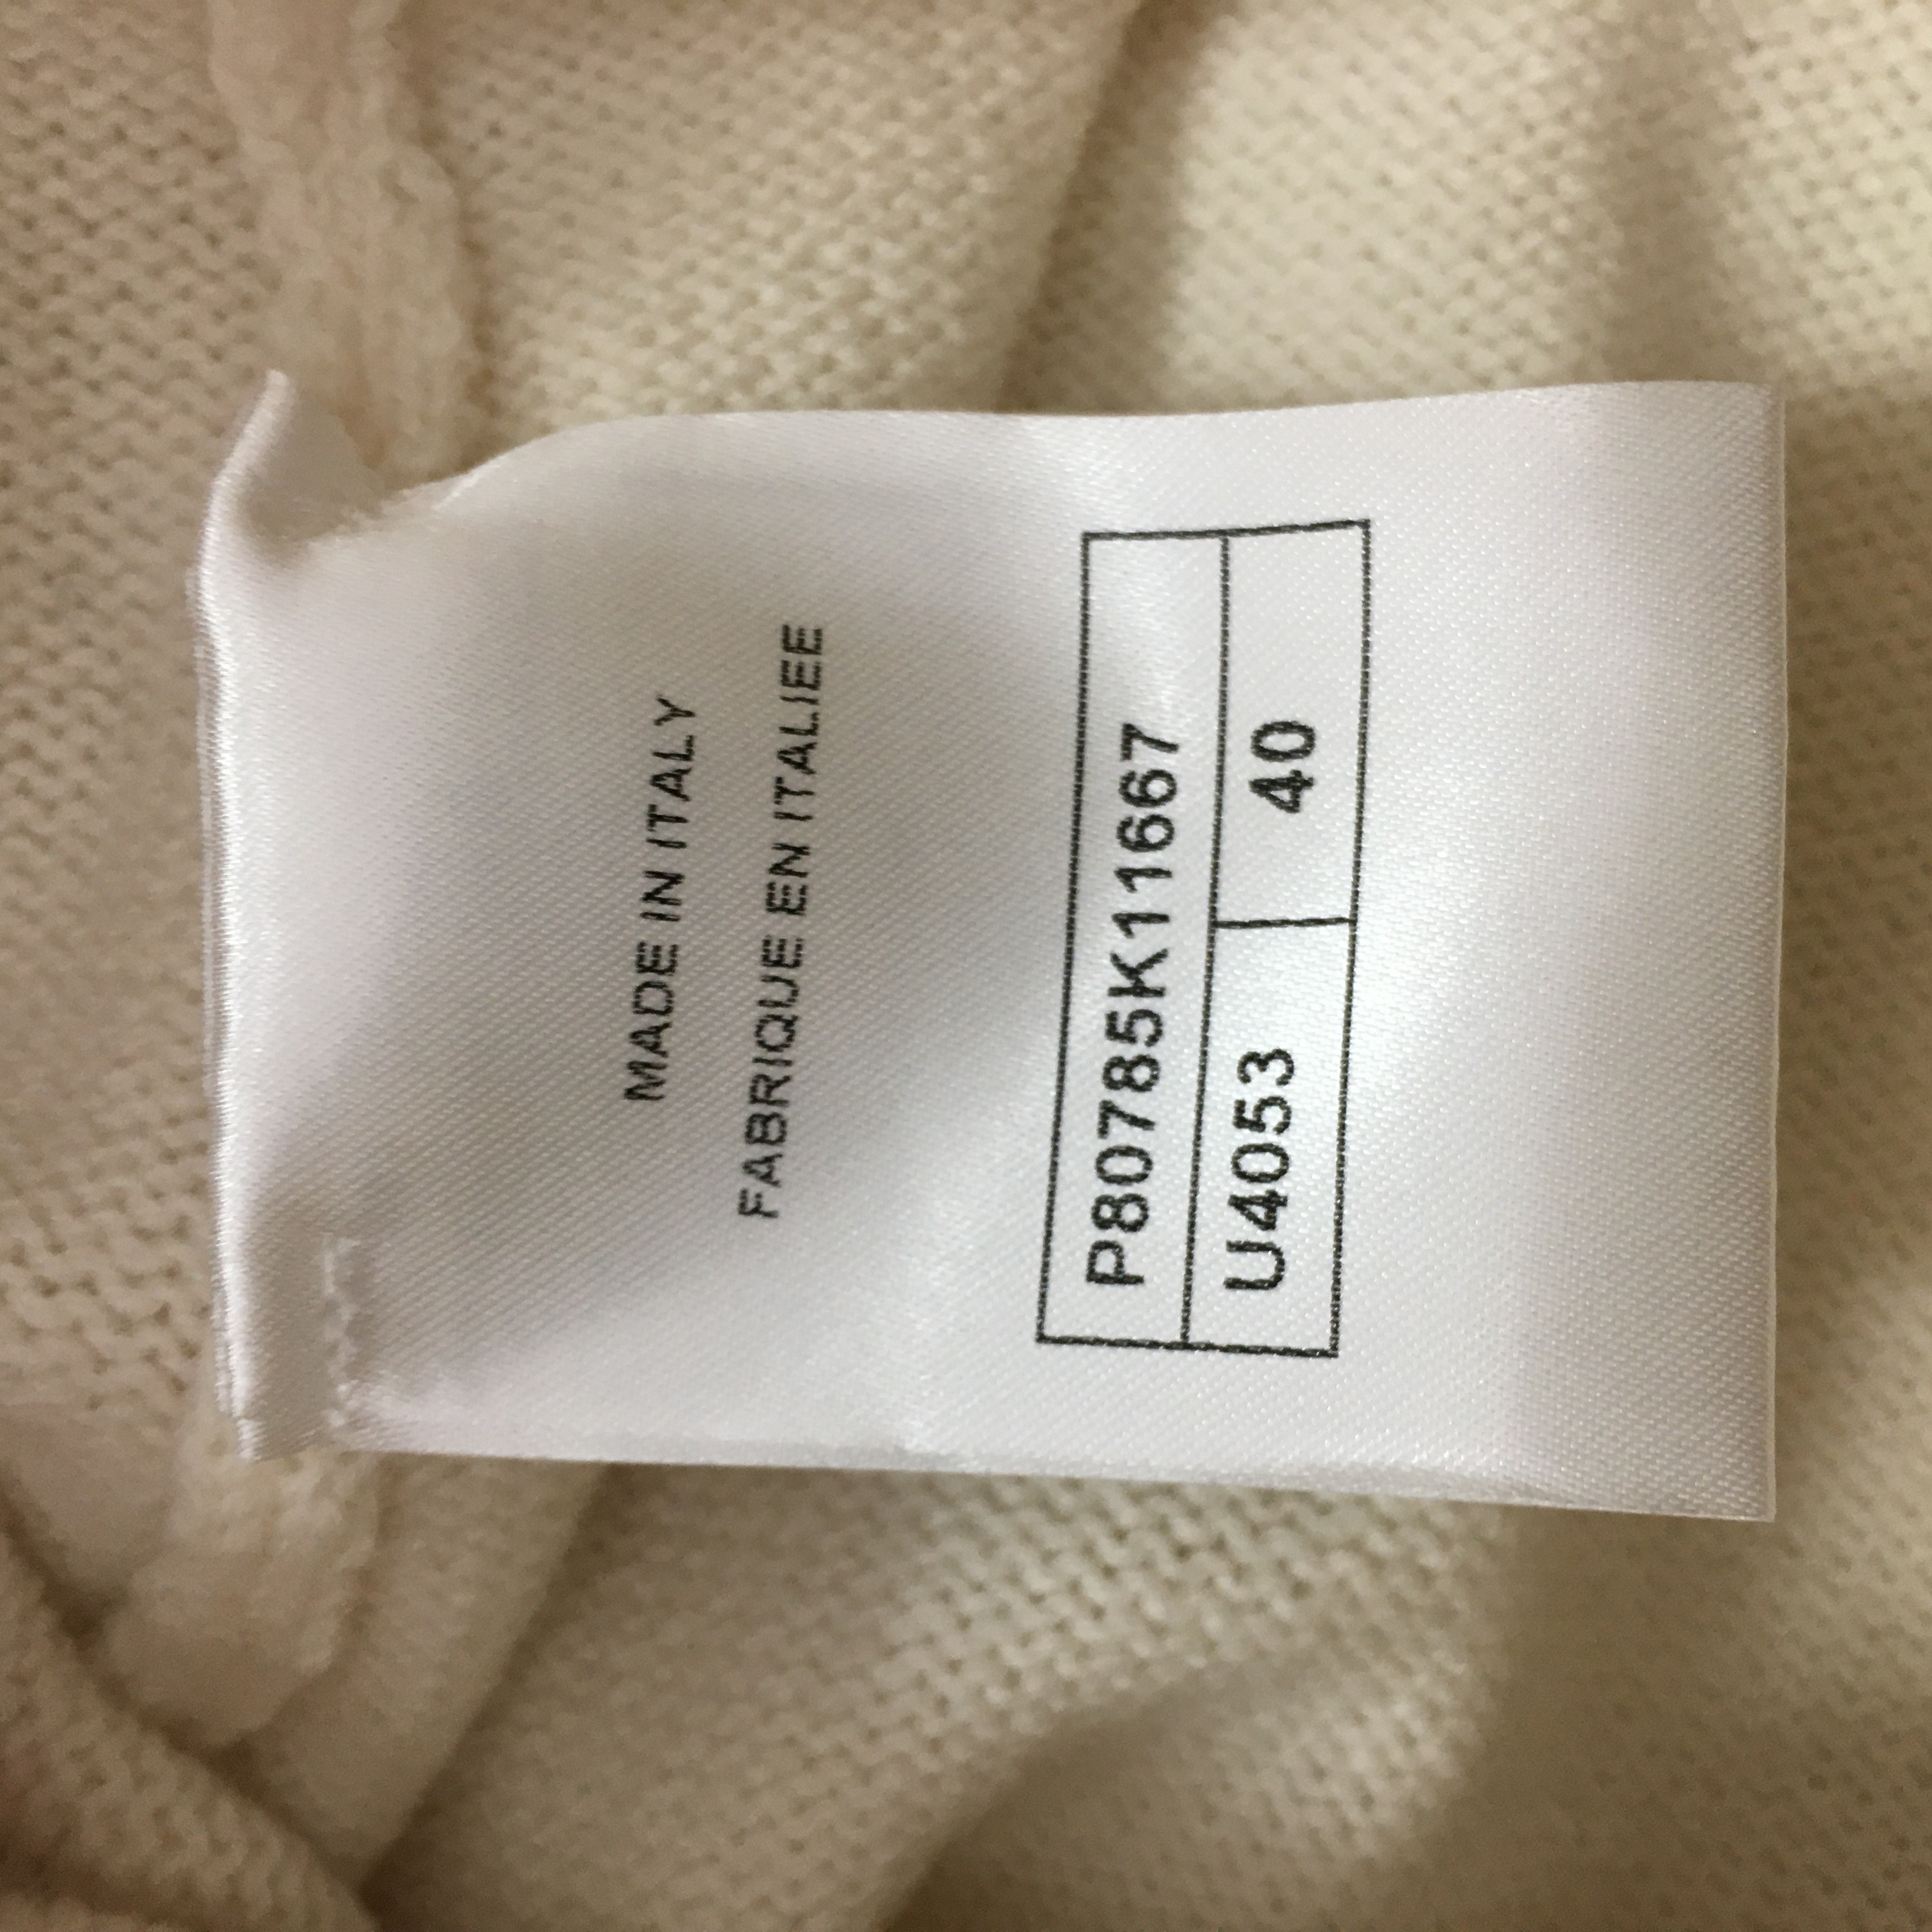 MADE IN ITALY
FABRIQUE EN ITALIEE
P80785K11667
U4053 40